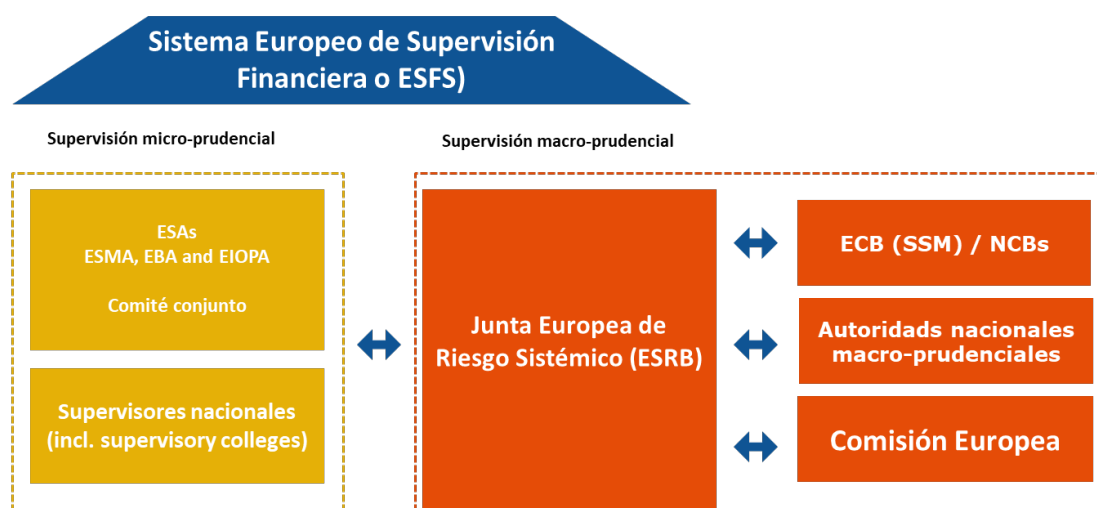 Sistema Europeo de Supervisión
Financiera o ESFS)
Supervisión micro-prudencial
Supervisión macro-prudencial
ESAs
ESMA, EBA and EIOPA
Comité conjunto
Supervisores nacionales
(incl. supervisory colleges)
Junta Europea de
Riesgo Sistémico (ESRB)
ECB (SSM) / NCBs
Autoridads nacionales
macro-prudenciales
Comisión Europea